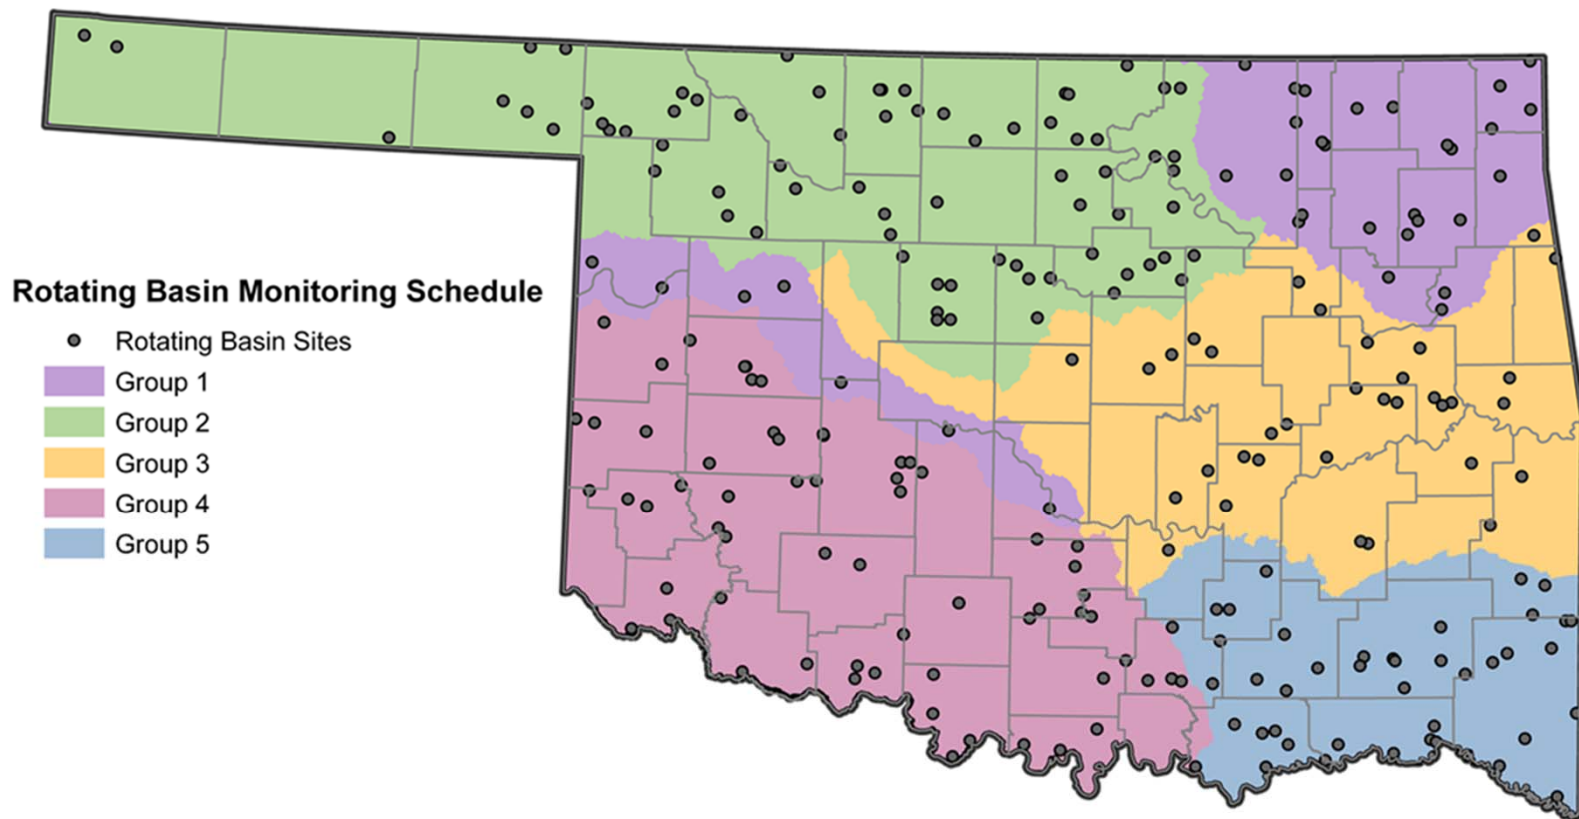 Rotating Basin Monitoring Schedule
Rotating Basin Sites
Group 1
Group 2
Group 3
Group 4
Group 5